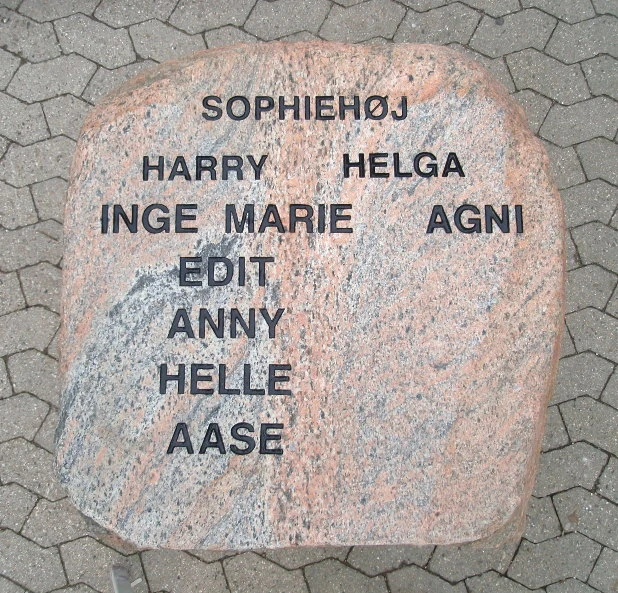 SOPHIEHØJ
HARRY HELGA
INGE MARIE AGNI
EDIT
ANNY
HELLE
AASE